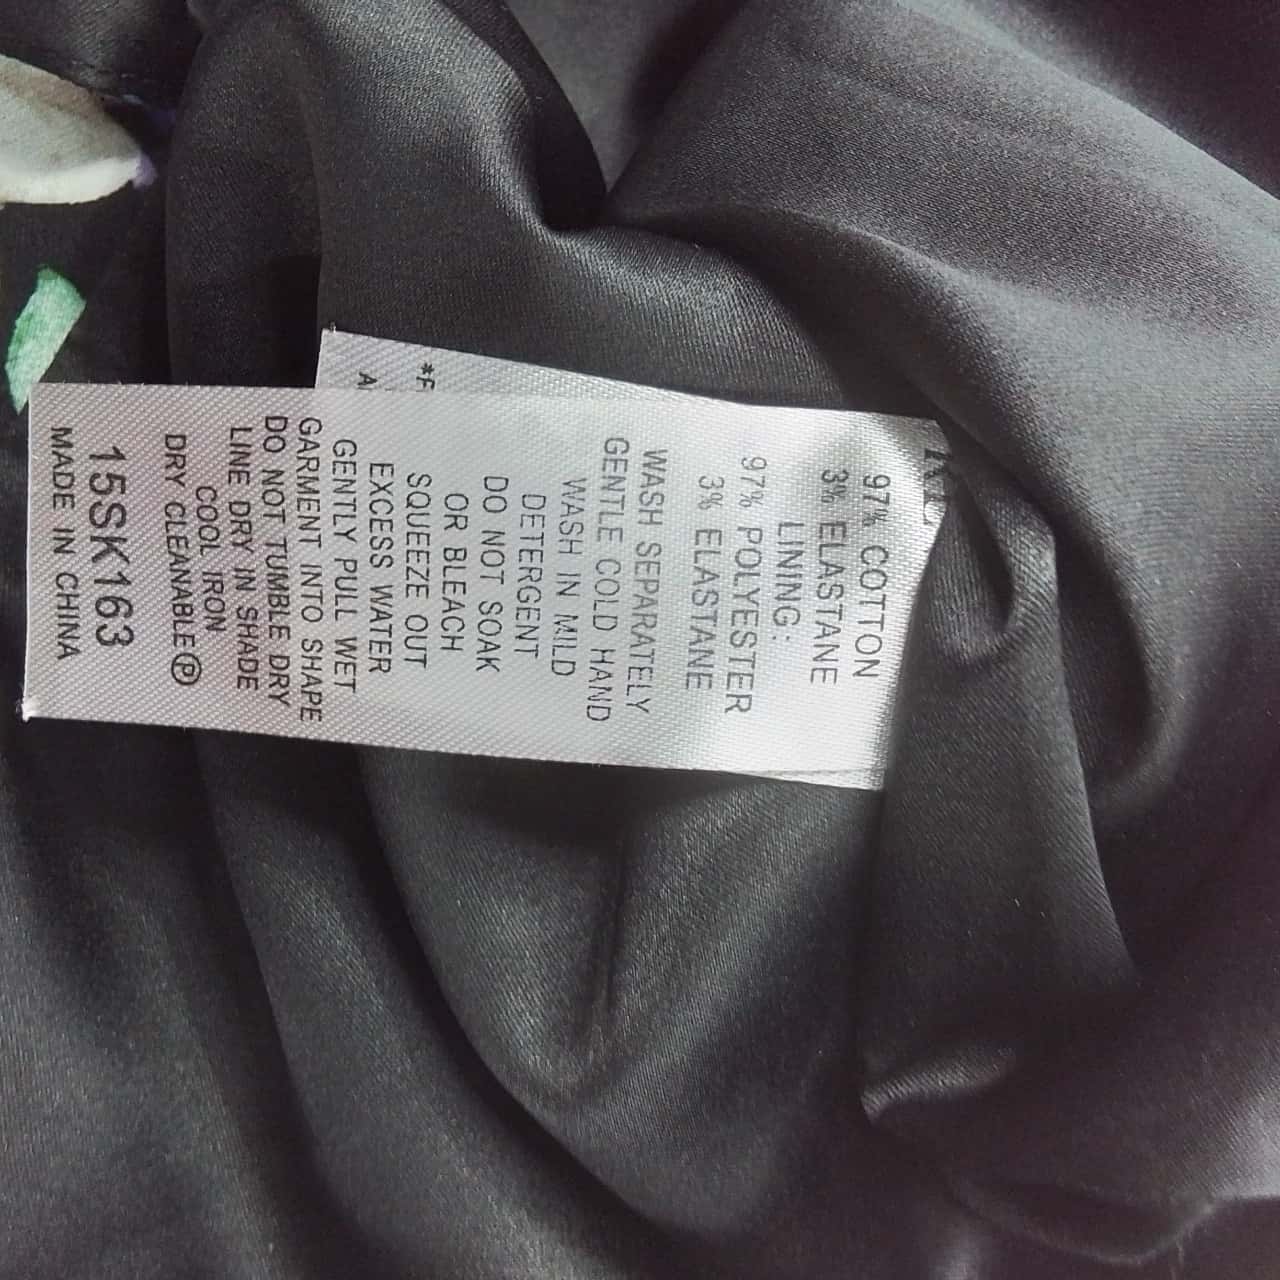 97% COTTON
3% ELASTANE
LINING:
97% POLYESTER
3% ELASTANE
WASH SEPARATELY
GENTLE COLD HAND
WASH IN MILD
DETERGENT
DO NOT SOAK
OR BLEACH
SQUEEZE OUT
EXCESS WATER
GENTLY PULL WET
GARMENT INTO SHAPE
DO NOT TUMBLE DRY
LINE DRY IN SHADE
COOL IRON
DRY CLEANABLE Ⓟ
15SK163
MADE IN CHINA